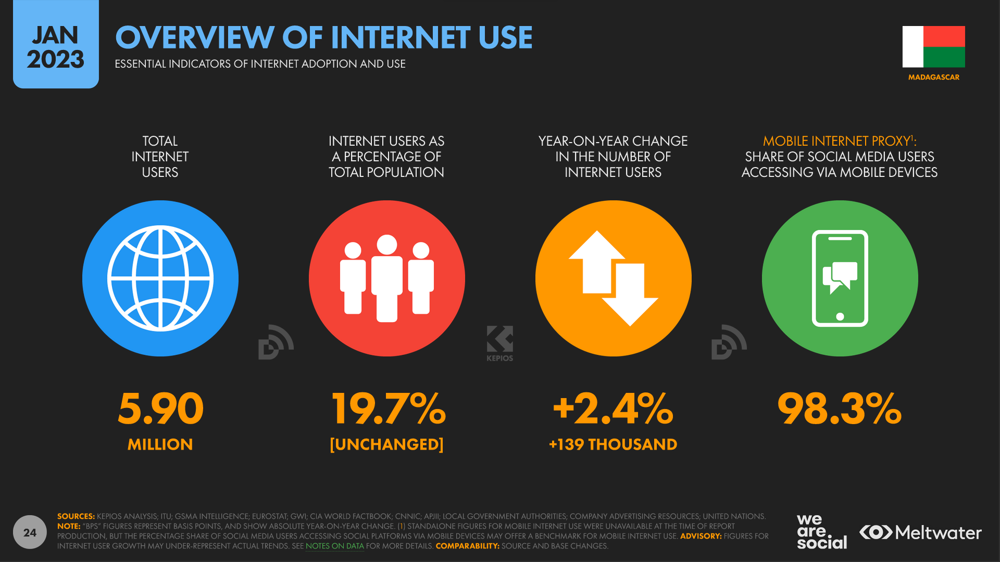 JAN
2023
OVERVIEW OF INTERNET USE
ESSENTIAL INDICATORS OF INTERNET ADOPTION AND USE
MADAGASCAR
TOTAL
INTERNET
USERS
INTERNET USERS AS
A PERCENTAGE OF
TOTAL POPULATION
YEAR-ON-YEAR CHANGE
IN THE NUMBER OF
INTERNET USERS
MOBILE INTERNET PROXY¹:
SHARE OF SOCIAL MEDIA USERS
ACCESSING VIA MOBILE DEVICES
KEPIOS
5.90
MILLION
19.7%
[UNCHANGED]
+2.4%
+139 THOUSAND
98.3%
24
SOURCES: KEPIOS ANALYSIS; ITU; GSMA INTELLIGENCE; EUROSTAT; GWI; CIA WORLD FACTBOOK; CNNIC; APJII; LOCAL GOVERNMENT AUTHORITIES; COMPANY ADVERTISING RESOURCES; UNITED NATIONS.
NOTE: "BPS" FIGURES REPRESENT BASIS POINTS, AND SHOW ABSOLUTE YEAR-ON-YEAR CHANGE. (1) STANDALONE FIGURES FOR MOBILE INTERNET USE WERE UNAVAILABLE AT THE TIME OF REPORT
PRODUCTION, BUT THE PERCENTAGE SHARE OF SOCIAL MEDIA USERS ACCESSING SOCIAL PLATFORMS VIA MOBILE DEVICES MAY OFFER A BENCHMARK FOR MOBILE INTERNET USE. ADVISORY: FIGURES FOR
INTERNET USER GROWTH MAY UNDER-REPRESENT ACTUAL TRENDS. SEE NOTES ON DATA FOR MORE DETAILS. COMPARABILITY: SOURCE AND BASE CHANGES.
we
are
social
Meltwater